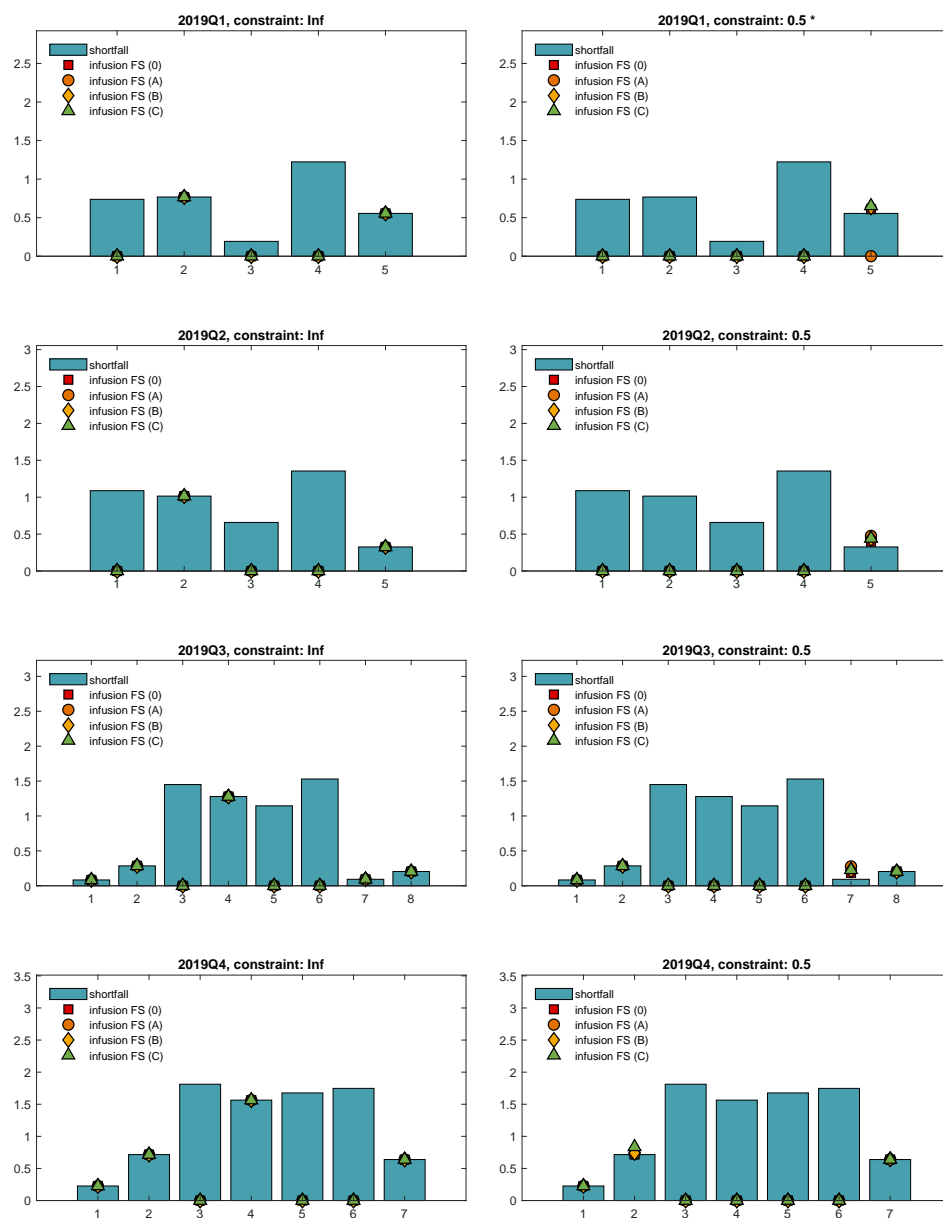 2019Q1, constraint: Inf
2.5
2
1.5
1
0.5
0
shortfall
infusion FS (0)
infusion FS (A)
infusion FS (B)
infusion FS (C)
1 2 3 4 5
2019Q1, constraint: 0.5 *
2.5
2
1.5
1
0.5
0
shortfall
infusion FS (0)
infusion FS (A)
infusion FS (B)
infusion FS (C)
1 2 3 4 5
2019Q2, constraint: Inf
3
2.5
2
1.5
1
0.5
0
shortfall
infusion FS (0)
infusion FS (A)
infusion FS (B)
infusion FS (C)
1 2 3 4 5
2019Q2, constraint: 0.5
3
2.5
2
1.5
1
0.5
0
shortfall
infusion FS (0)
infusion FS (A)
infusion FS (B)
infusion FS (C)
1 2 3 4 5
2019Q3, constraint: Inf
3
2.5
2
1.5
1
0.5
0
shortfall
infusion FS (0)
infusion FS (A)
infusion FS (B)
infusion FS (C)
1 2 3 4 5 6 7 8
2019Q3, constraint: 0.5
3
2.5
2
1.5
1
0.5
0
shortfall
infusion FS (0)
infusion FS (A)
infusion FS (B)
infusion FS (C)
1 2 3 4 5 6 7 8
2019Q4, constraint: Inf
3.5
3
2.5
2
1.5
1
0.5
0
shortfall
infusion FS (0)
infusion FS (A)
infusion FS (B)
infusion FS (C)
1 2 3 4 5 6 7
2019Q4, constraint: 0.5
3.5
3
2.5
2
1.5
1
0.5
0
shortfall
infusion FS (0)
infusion FS (A)
infusion FS (B)
infusion FS (C)
1 2 3 4 5 6 7